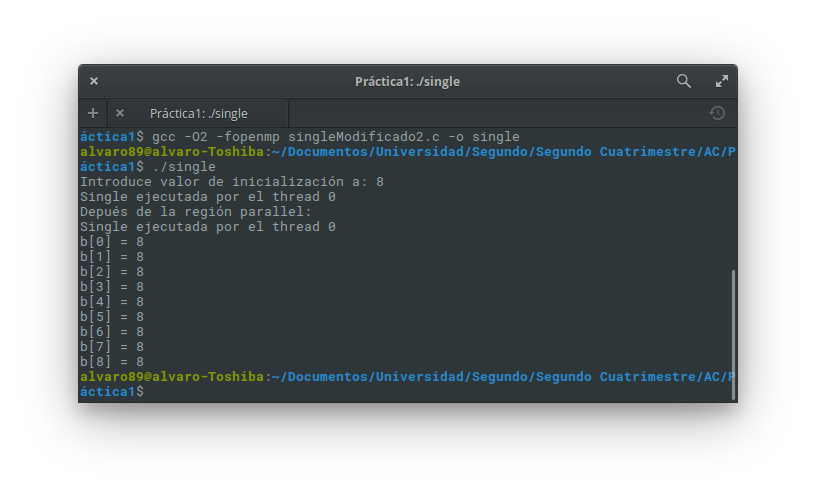 Práctica1: ./single
Práctica1: ./single
áctica1$ gcc -O2 -fopenmp singleModificado2.c -o single
alvaro89@alvaro-Toshiba:~/Documentos/Universidad/Segundo/Segundo Cuatrimestre/AC/P
áctica1$ ./single
Introduce valor de inicialización a: 8
Single ejecutada por el thread 0
Depués de la región parallel:
Single ejecutada por el thread 0
b[0] = 8
b[1] = 8
b[2] = 8
b[3] = 8
b[4] = 8
b[5] = 8
b[6] = 8
b[7] = 8
b[8] = 8
alvaro89@alvaro-Toshiba:~/Documentos/Universidad/Segundo/Segundo Cuatrimestre/AC/P
áctica1$